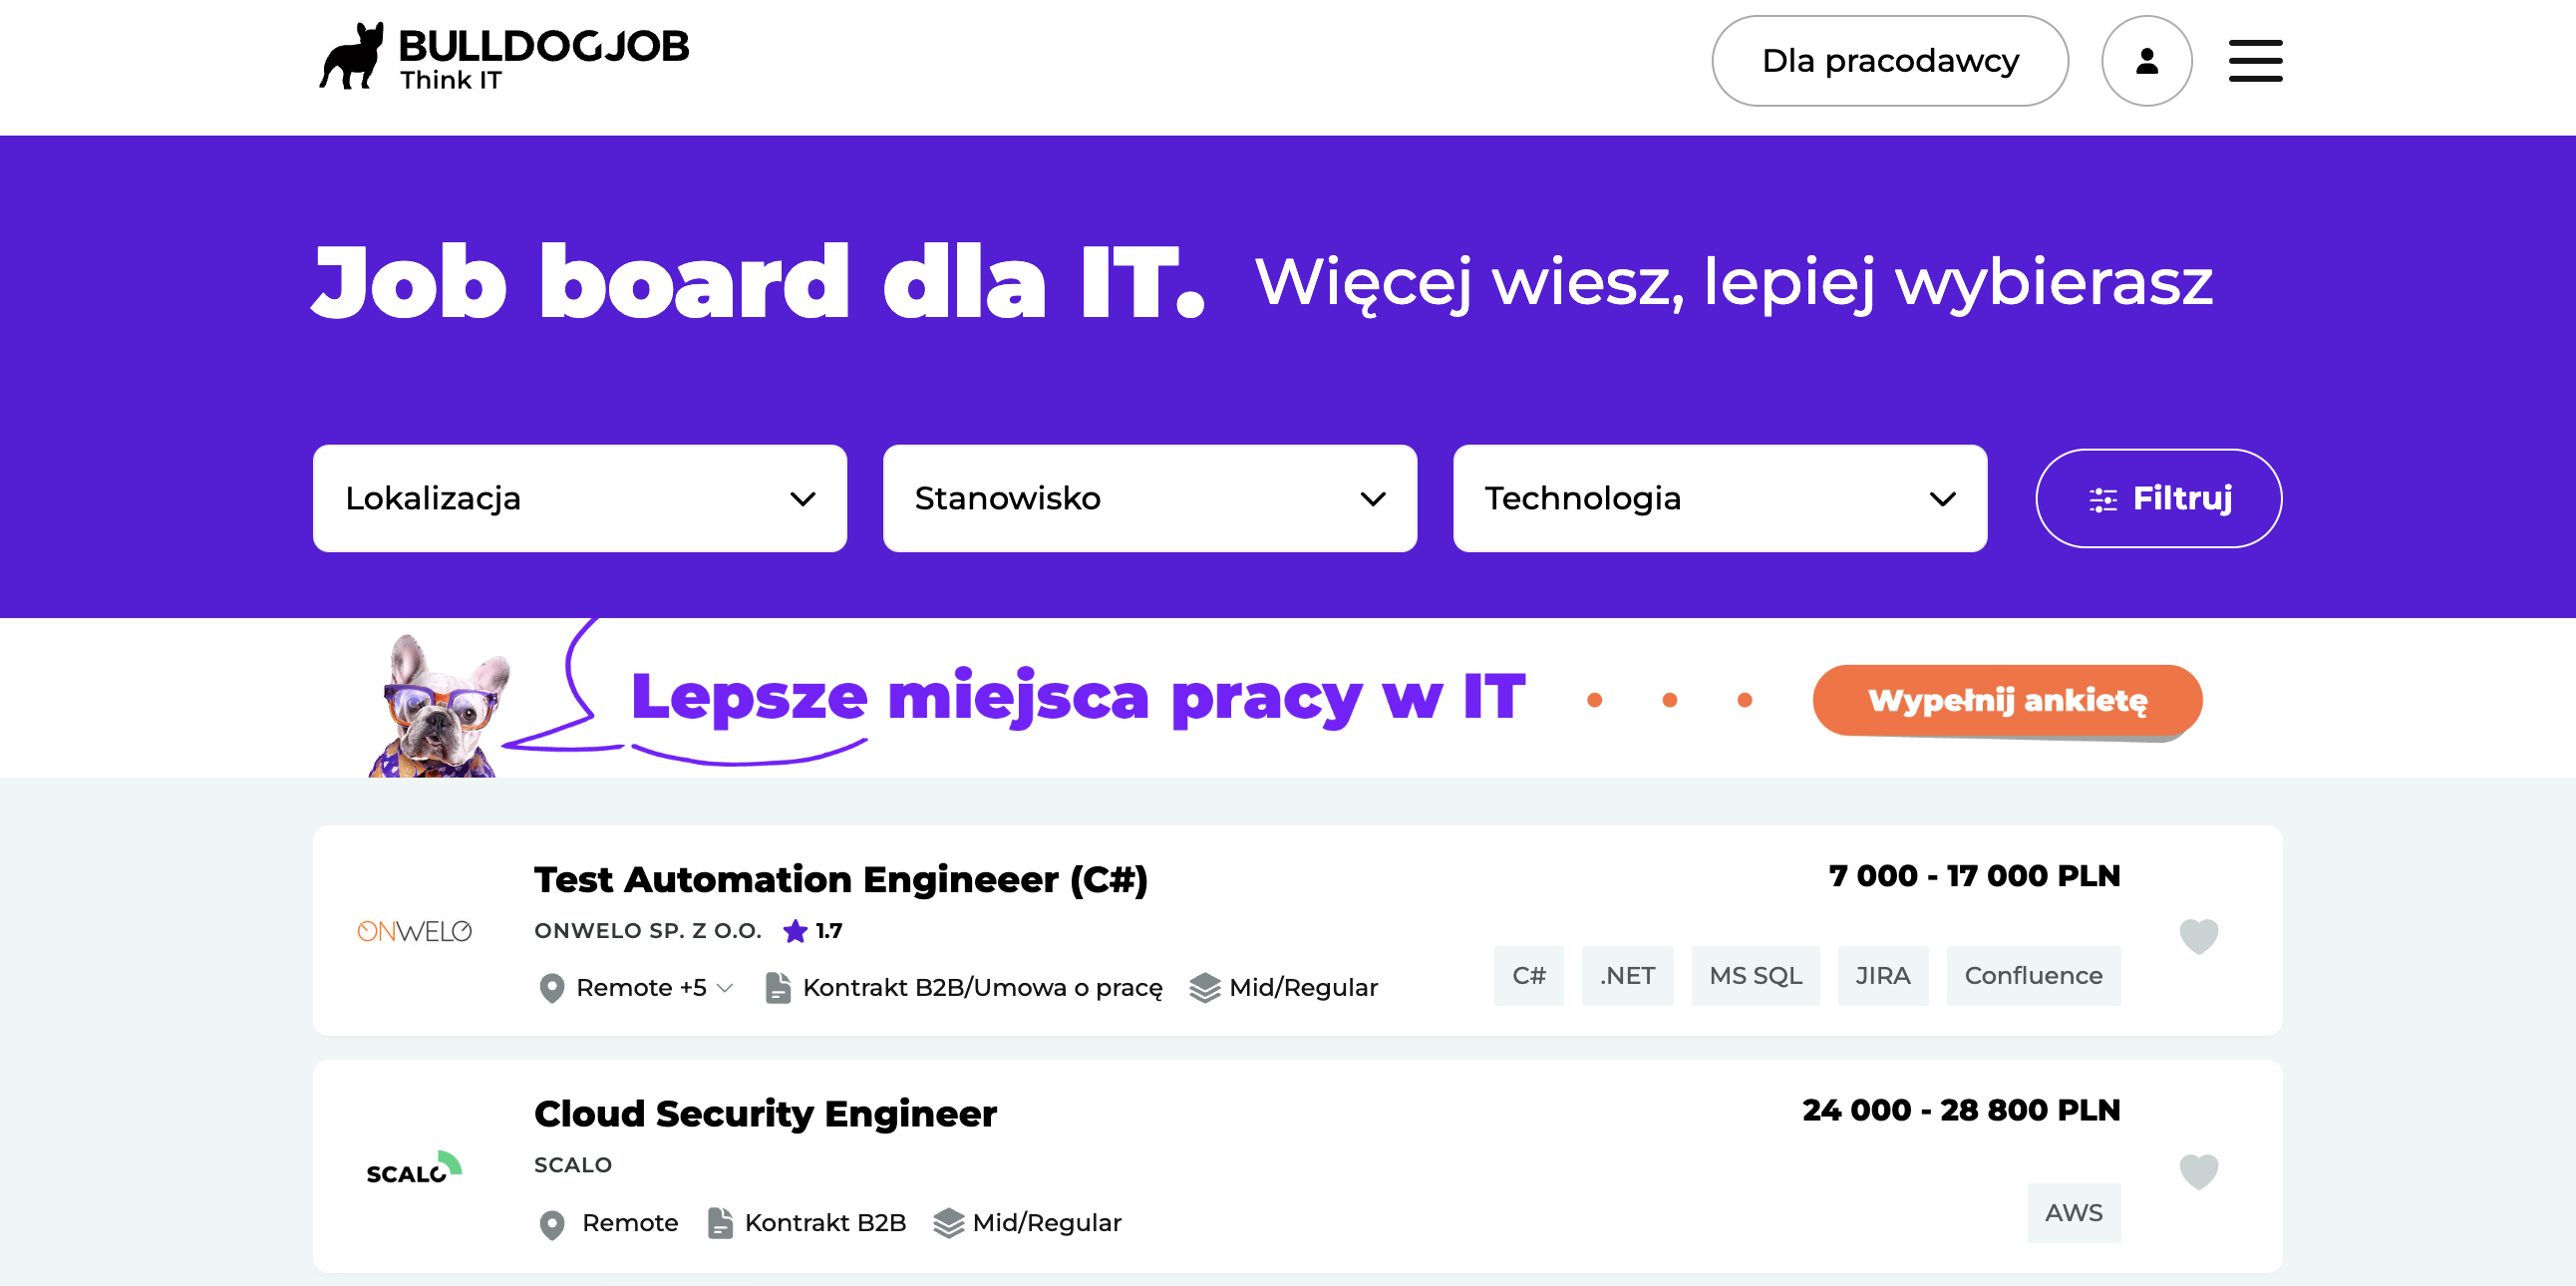 BULLDOGJOB
Think IT
Dla pracodawcy
Job board dla IT. Więcej wiesz, lepiej wybierasz
Lokalizacja
Stanowisko
Technologia
Filtruj
Lepsze miejsca pracy w IT
Wypełnij ankietę
ONWELO
Test Automation Engineeer (C#)
7 000 - 17 000 PLN
ONWELO SP. Z O.O. 1.7
Remote +5 Kontrakt B2B/Umowa o pracę Mid/Regular
C# .NET MS SQL JIRA Confluence
SCALO
Cloud Security Engineer
24 000 - 28 800 PLN
SCALO
Remote Kontrakt B2B Mid/Regular
AWS